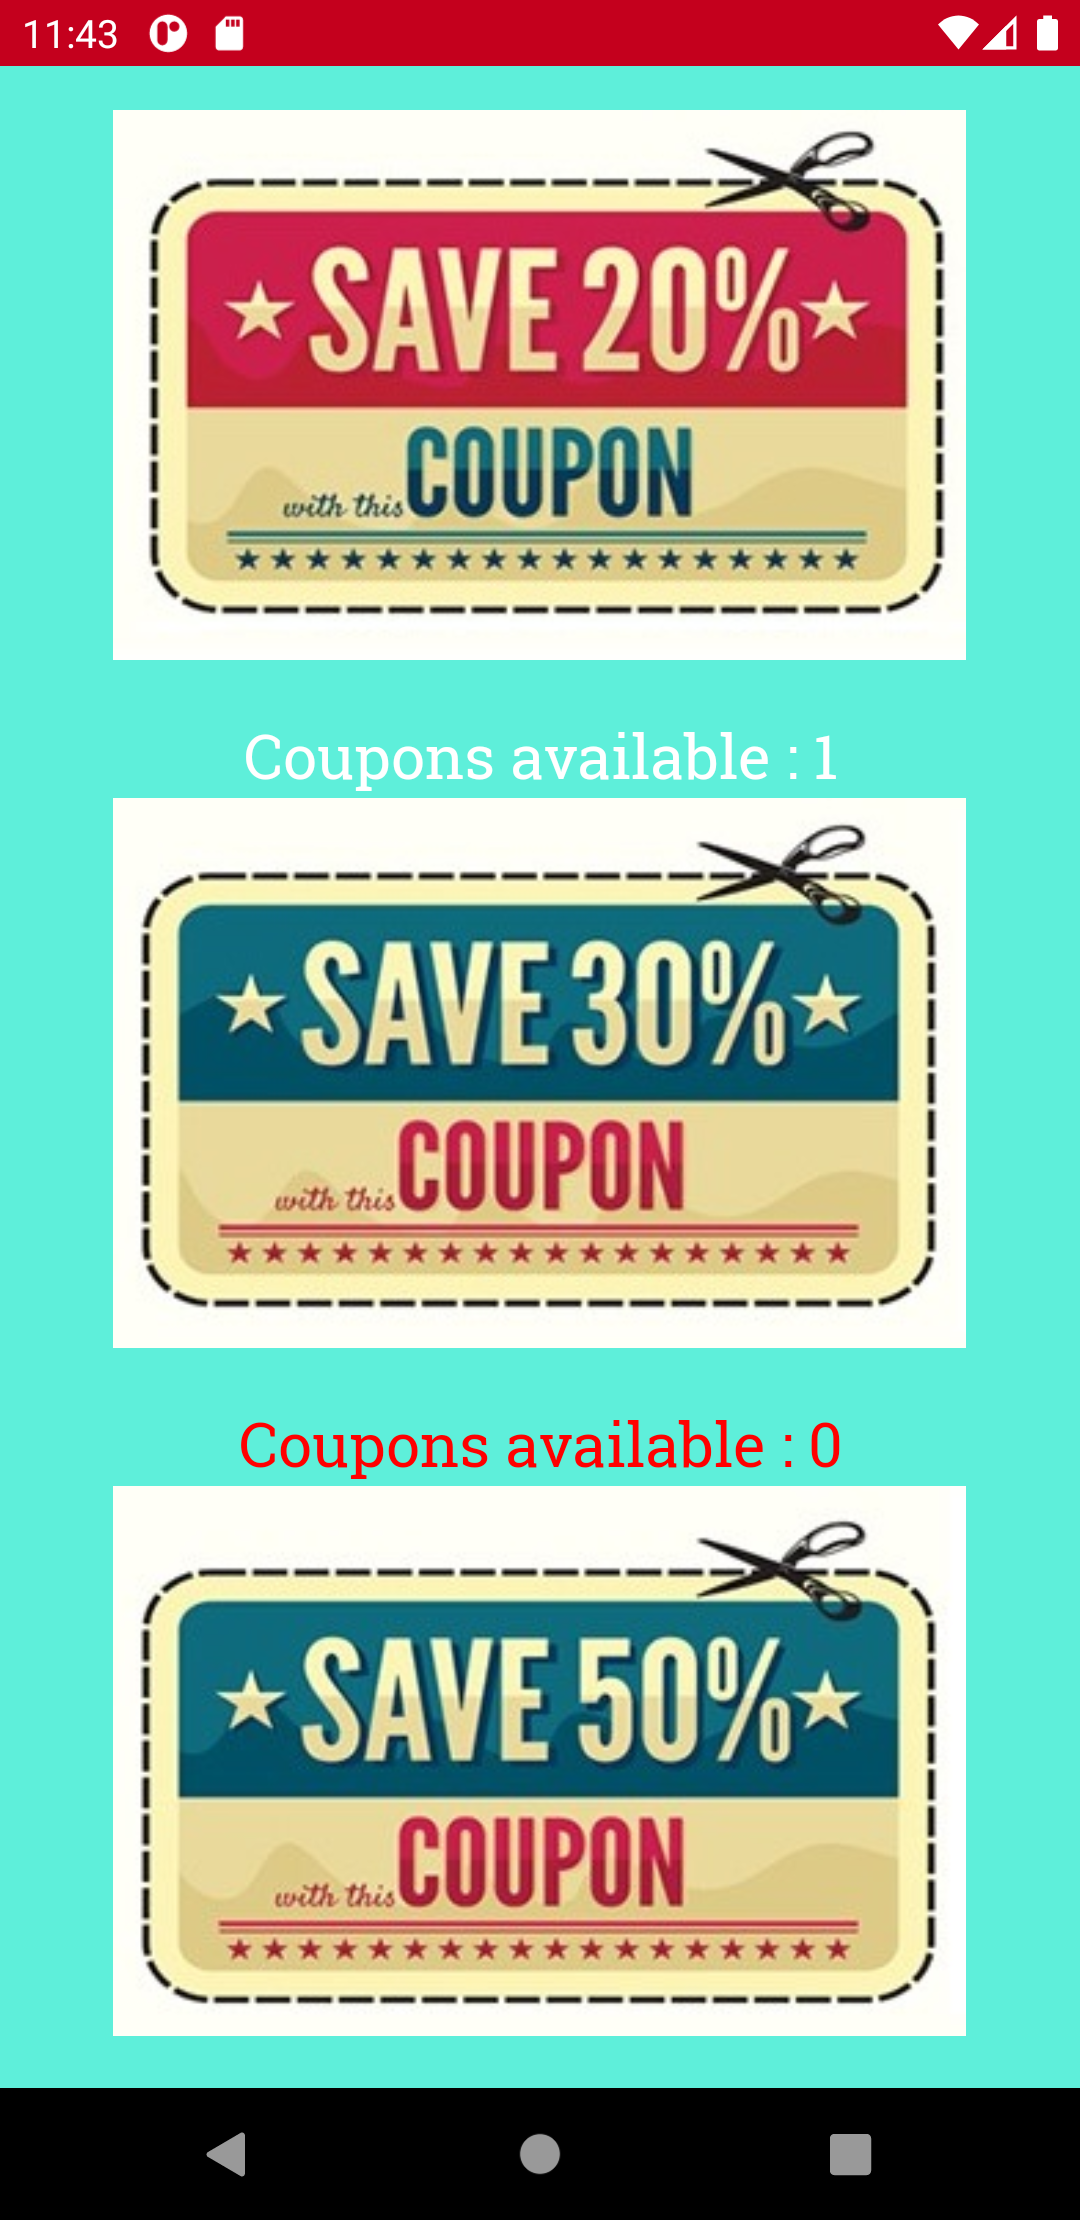 11:43
SAVE 20%
with this COUPON
Coupons available : 1
SAVE 30%
with this COUPON
Coupons available : 0
SAVE 50%
with this COUPON